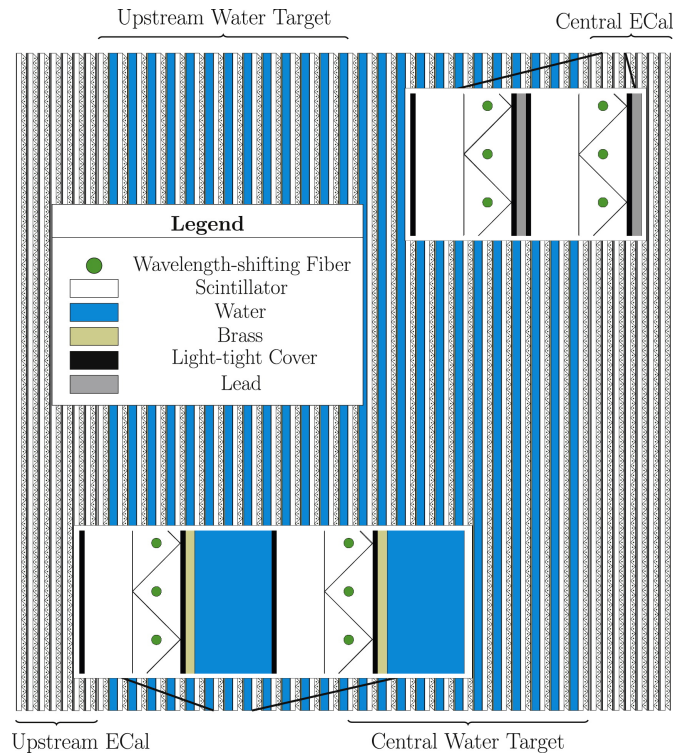 Upstream Water Target
Central ECal
Legend
Wavelength-shifting Fiber
Scintillator
Water
Brass
Light-tight Cover
Lead
Upstream ECal
Central Water Target